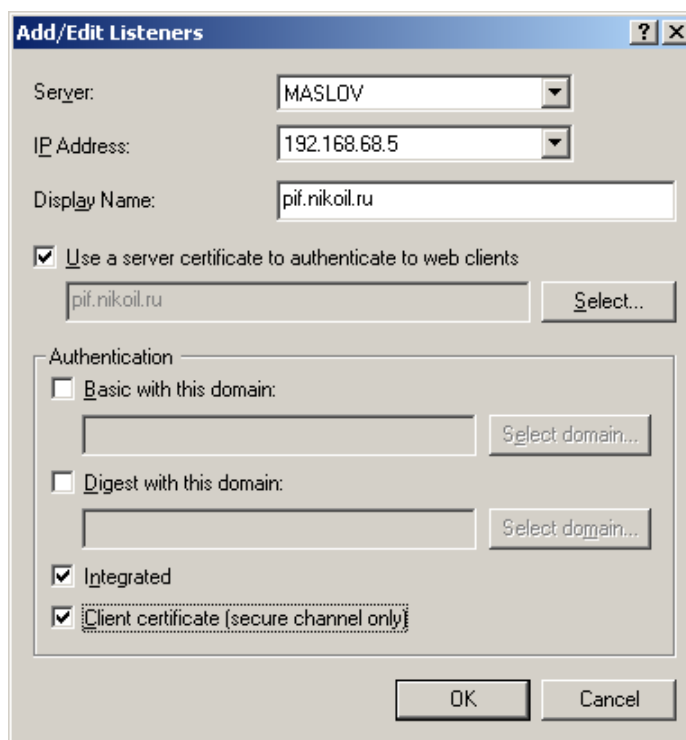 Add/Edit Listeners
Server: MASLOV
IP Address: 192.168.68.5
Display Name: pif.nikoil.ru
Use a server certificate to authenticate to web clients
pif.nikoil.ru Select...
Authentication
Basic with this domain:
Select domain...
Digest with this domain:
Select domain...
Integrated
Client certificate (secure channel only)
OK Cancel